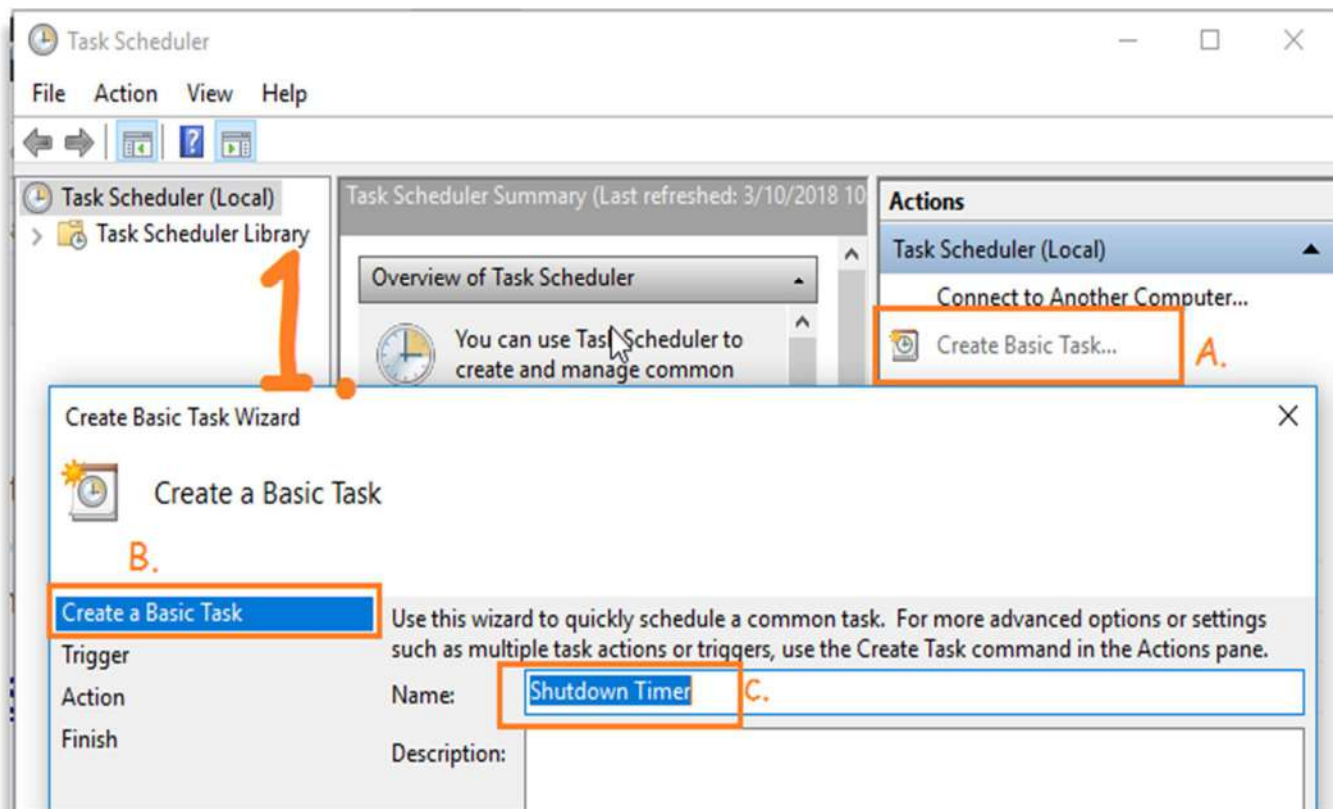 Task Scheduler
File Action View Help
Task Scheduler (Local)
Task Scheduler Library
Task Scheduler Summary (Last refreshed: 3/10/2018 10
Overview of Task Scheduler
You can use Task Scheduler to
create and manage common
Actions
Task Scheduler (Local)
Connect to Another Computer...
Create Basic Task...
A.
1.
Create Basic Task Wizard
Create a Basic Task
B.
Create a Basic Task
Trigger
Action
Finish
Use this wizard to quickly schedule a common task. For more advanced options or settings
such as multiple task actions or triggers, use the Create Task command in the Actions pane.
Name: Shutdown Timer
C.
Description: